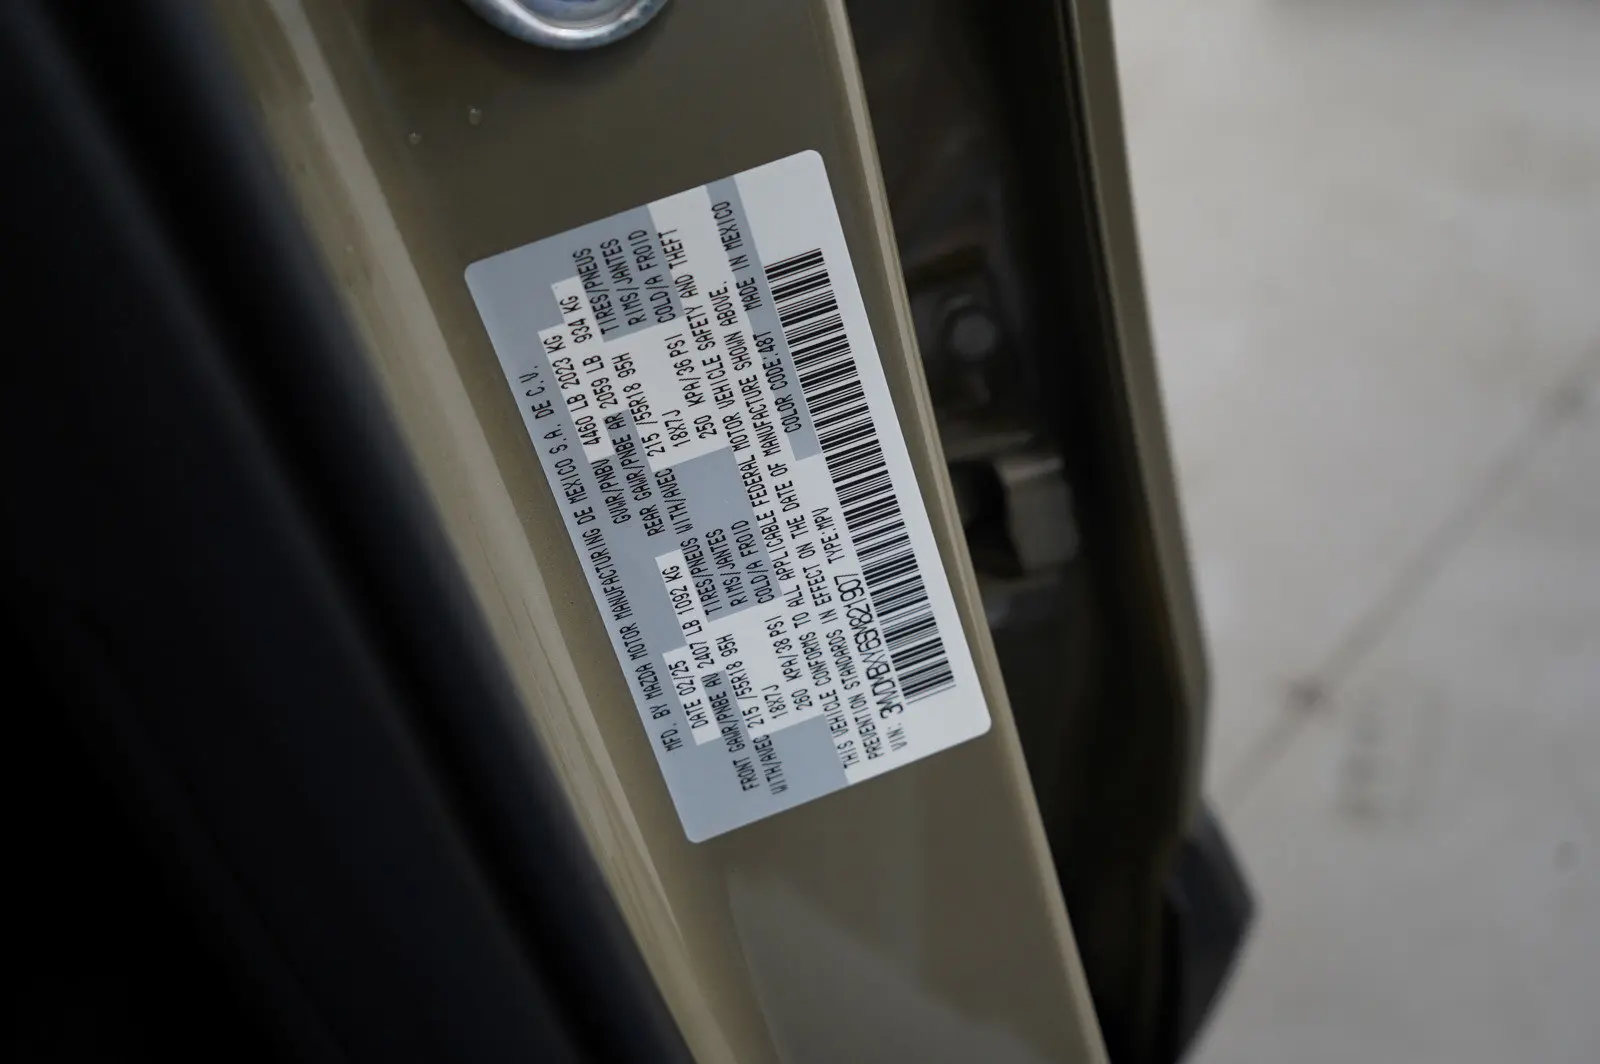 MFD. BY MAZDA MOTOR MANUFACTURING DE MEXICO S.A. DE C.V.
DATE 02/25 GVWR/PNBV 4460 LB 2023 KG
FRONT GAWR/PNBE AV 2407 LB 1092 KG REAR GAWR/PNBE AR 2059 LB 934 KG
WITH/AVEC 215 /55R18 95H TIRES/PNEUS WITH/AVEC 215 /55R18 95H TIRES/PNEUS
18X7J RIMS/JANTES 18X7J RIMS/JANTES
260 KPA/38 PSI COLD/A FROID 250 KPA/36 PSI COLD/A FROID
THIS VEHICLE CONFORMS TO ALL APPLICABLE FEDERAL MOTOR VEHICLE SAFETY AND THEFT
PREVENTION STANDARDS IN EFFECT ON THE DATE OF MANUFACTURE SHOWN ABOVE.
VIN: 3MVDMBXY6SM821907 TYPE:MPV COLOR CODE:48T MADE IN MEXICO